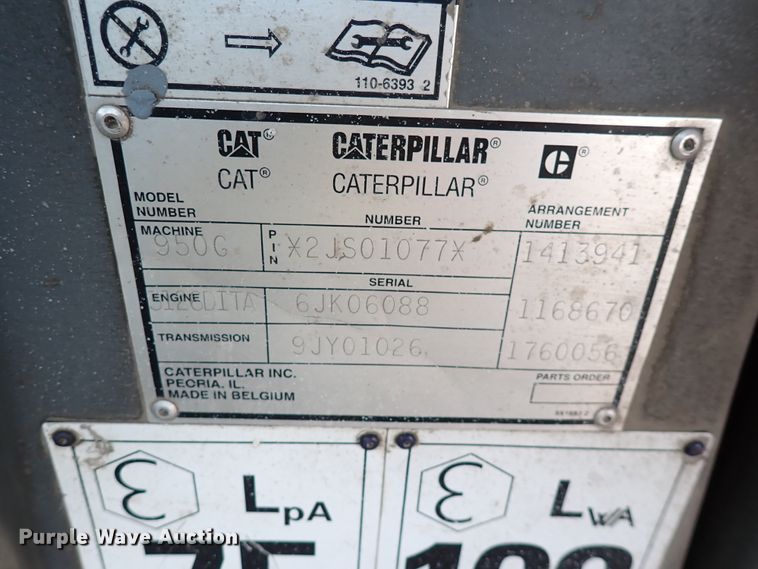 110-6393 2
CAT® CATERPILLAR® C®
CAT® CATERPILLAR®
MODEL NUMBER NUMBER ARRANGEMENT NUMBER
MACHINE 950G PIN X2JS01077X 1413941
SERIAL
ENGINE 3126DITA 6JK06088 1168670
TRANSMISSION 9JY01026 1760056
CATERPILLAR INC. PARTS ORDER
PEORIA, IL.
MADE IN BELGIUM
LpA LWA
75
Purple Wave Auction